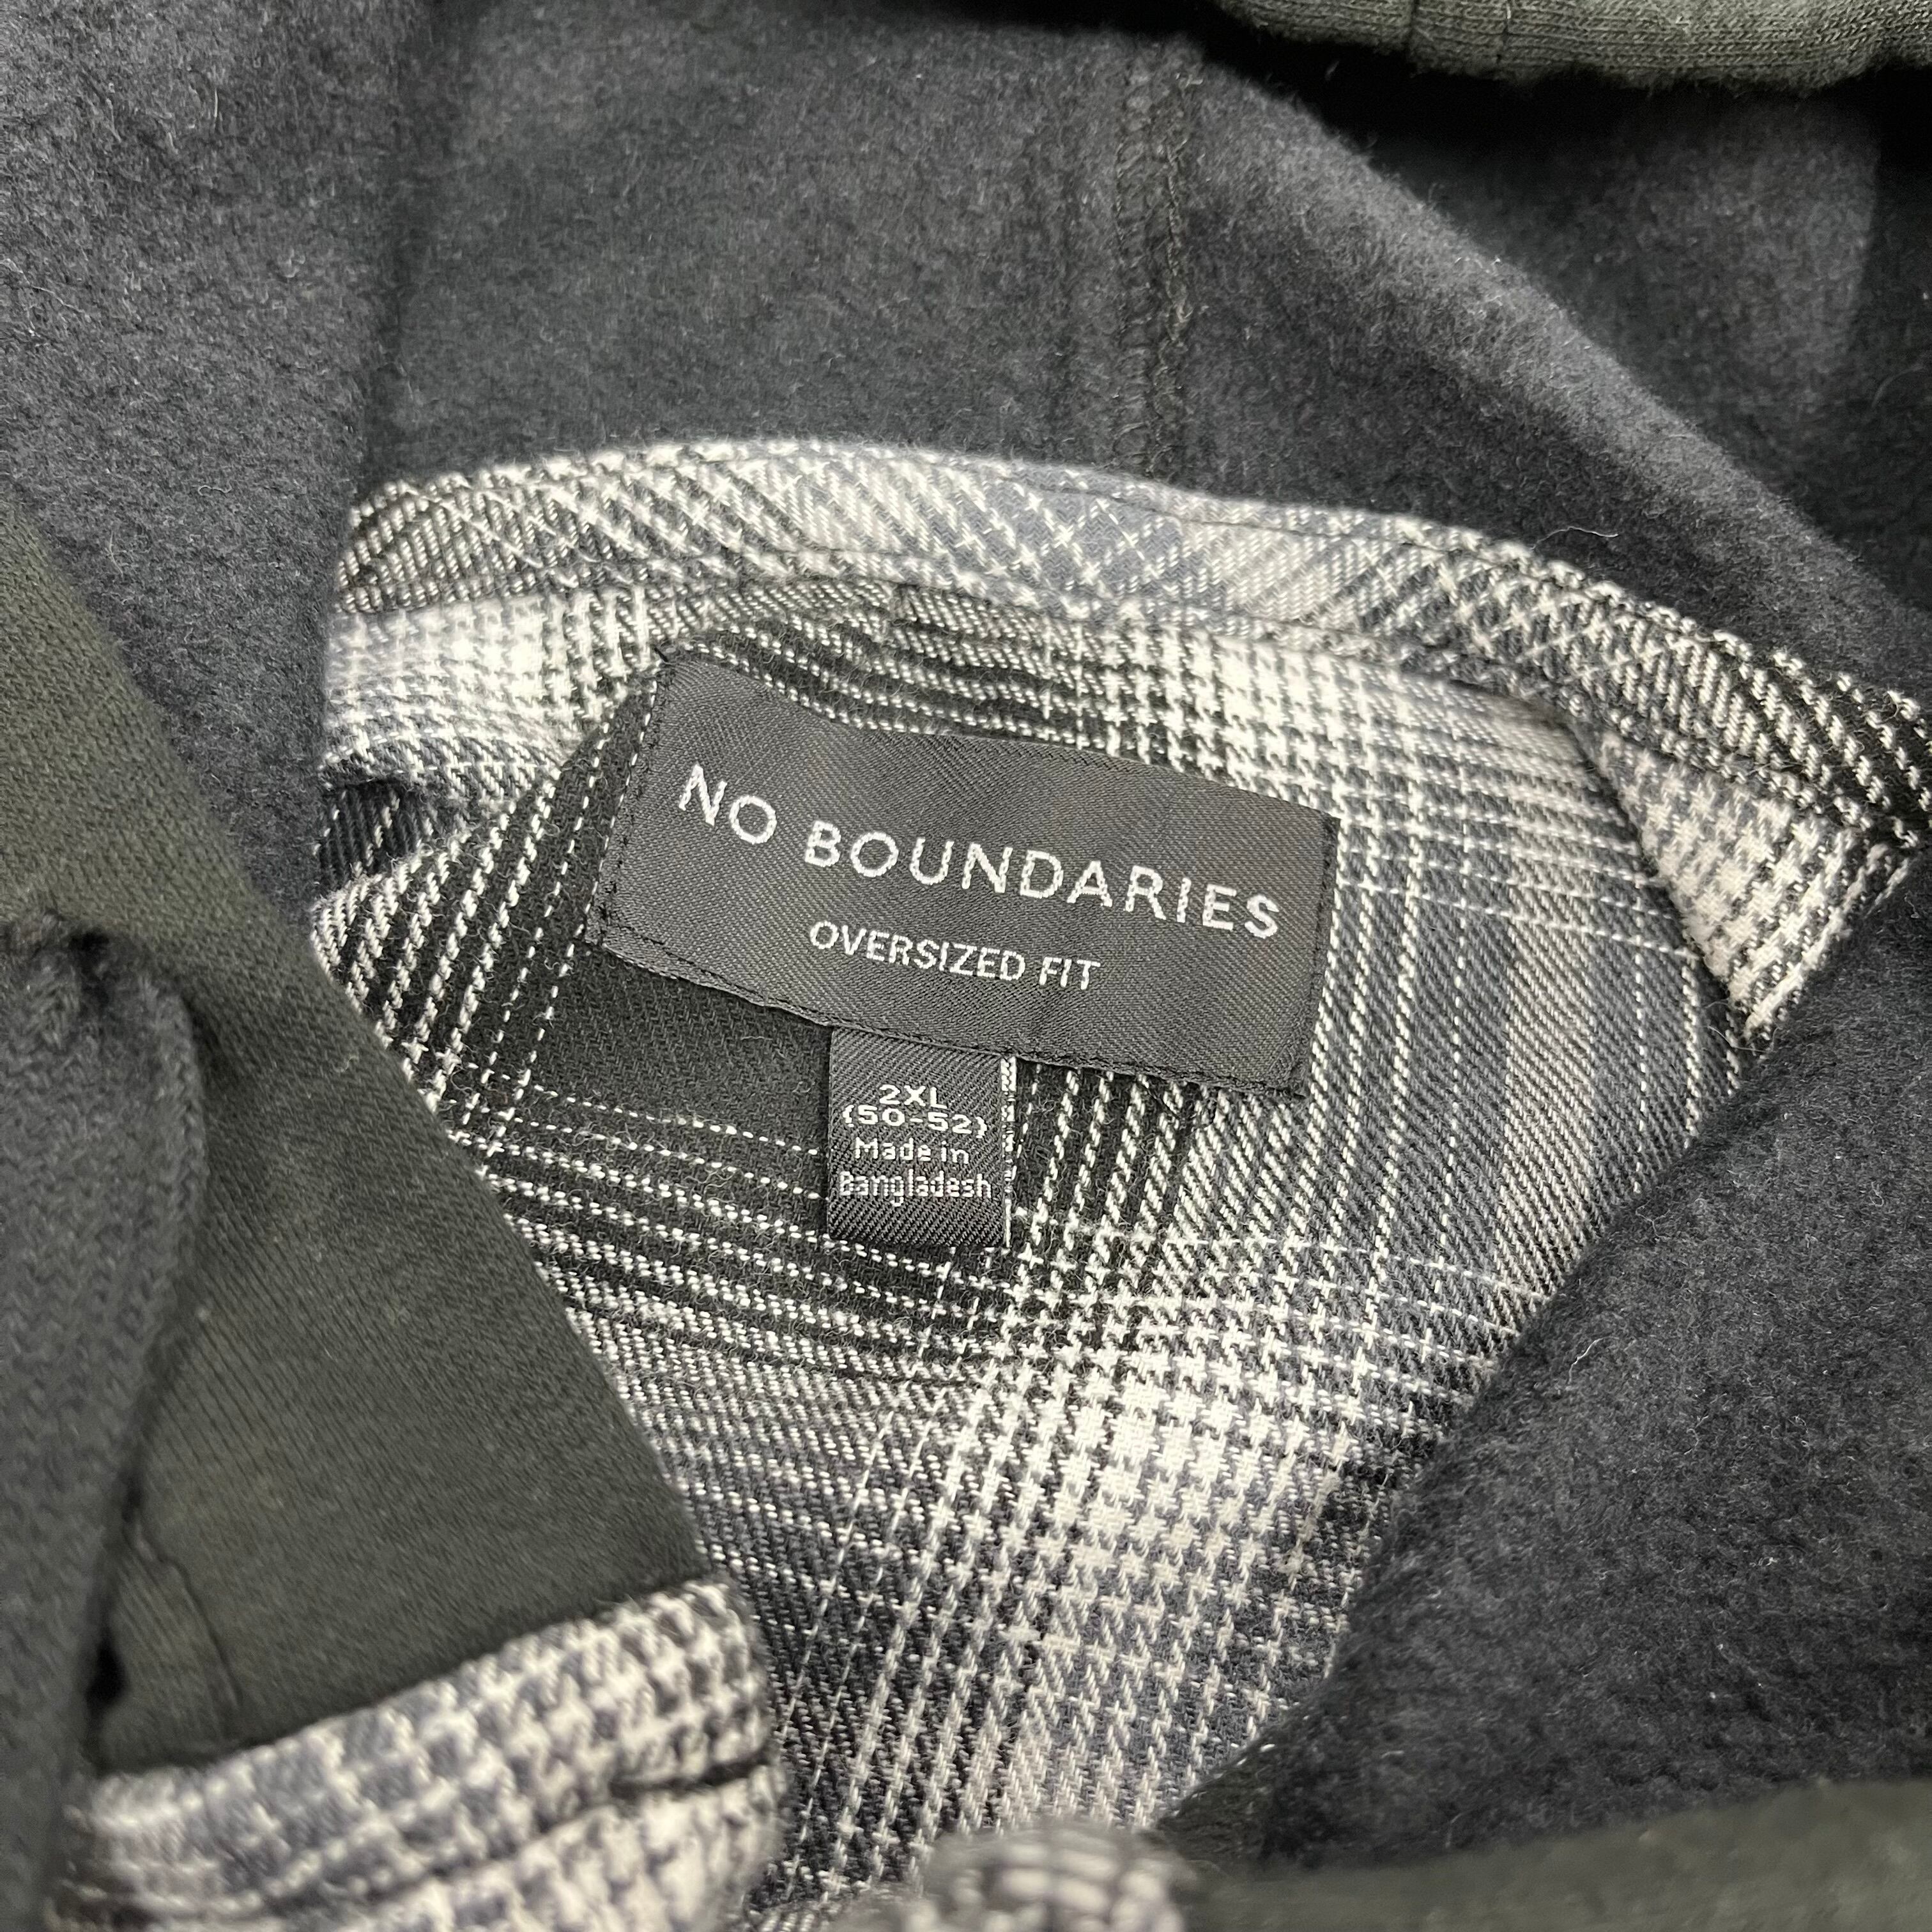 NO BOUNDARIES
OVERSIZED FIT
2XL
(50-52)
Made in
Bangladesh